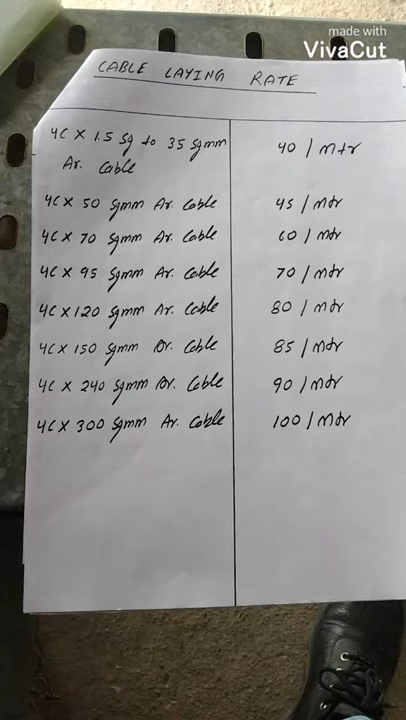 made with
VivaCut
CABLE LAYING RATE
4C X 1.5 Sq to 35 Sqmm 40 / mtr
Ar. Cable
4C X 50 Sqmm Ar. Cable 45 / Mtr
4C X 70 Sqmm Ar. Cable 60 / Mtr
4C X 95 Sqmm Ar. Cable 70 / Mtr
4C X 120 Sqmm Ar. Cable 80 / Mtr
4C X 150 Sqmm Ar. Cable 85 / Mtr
4C X 240 Sqmm Ar. Cable 90 / Mtr
4C X 300 Sqmm Ar. Cable 100 / Mtr